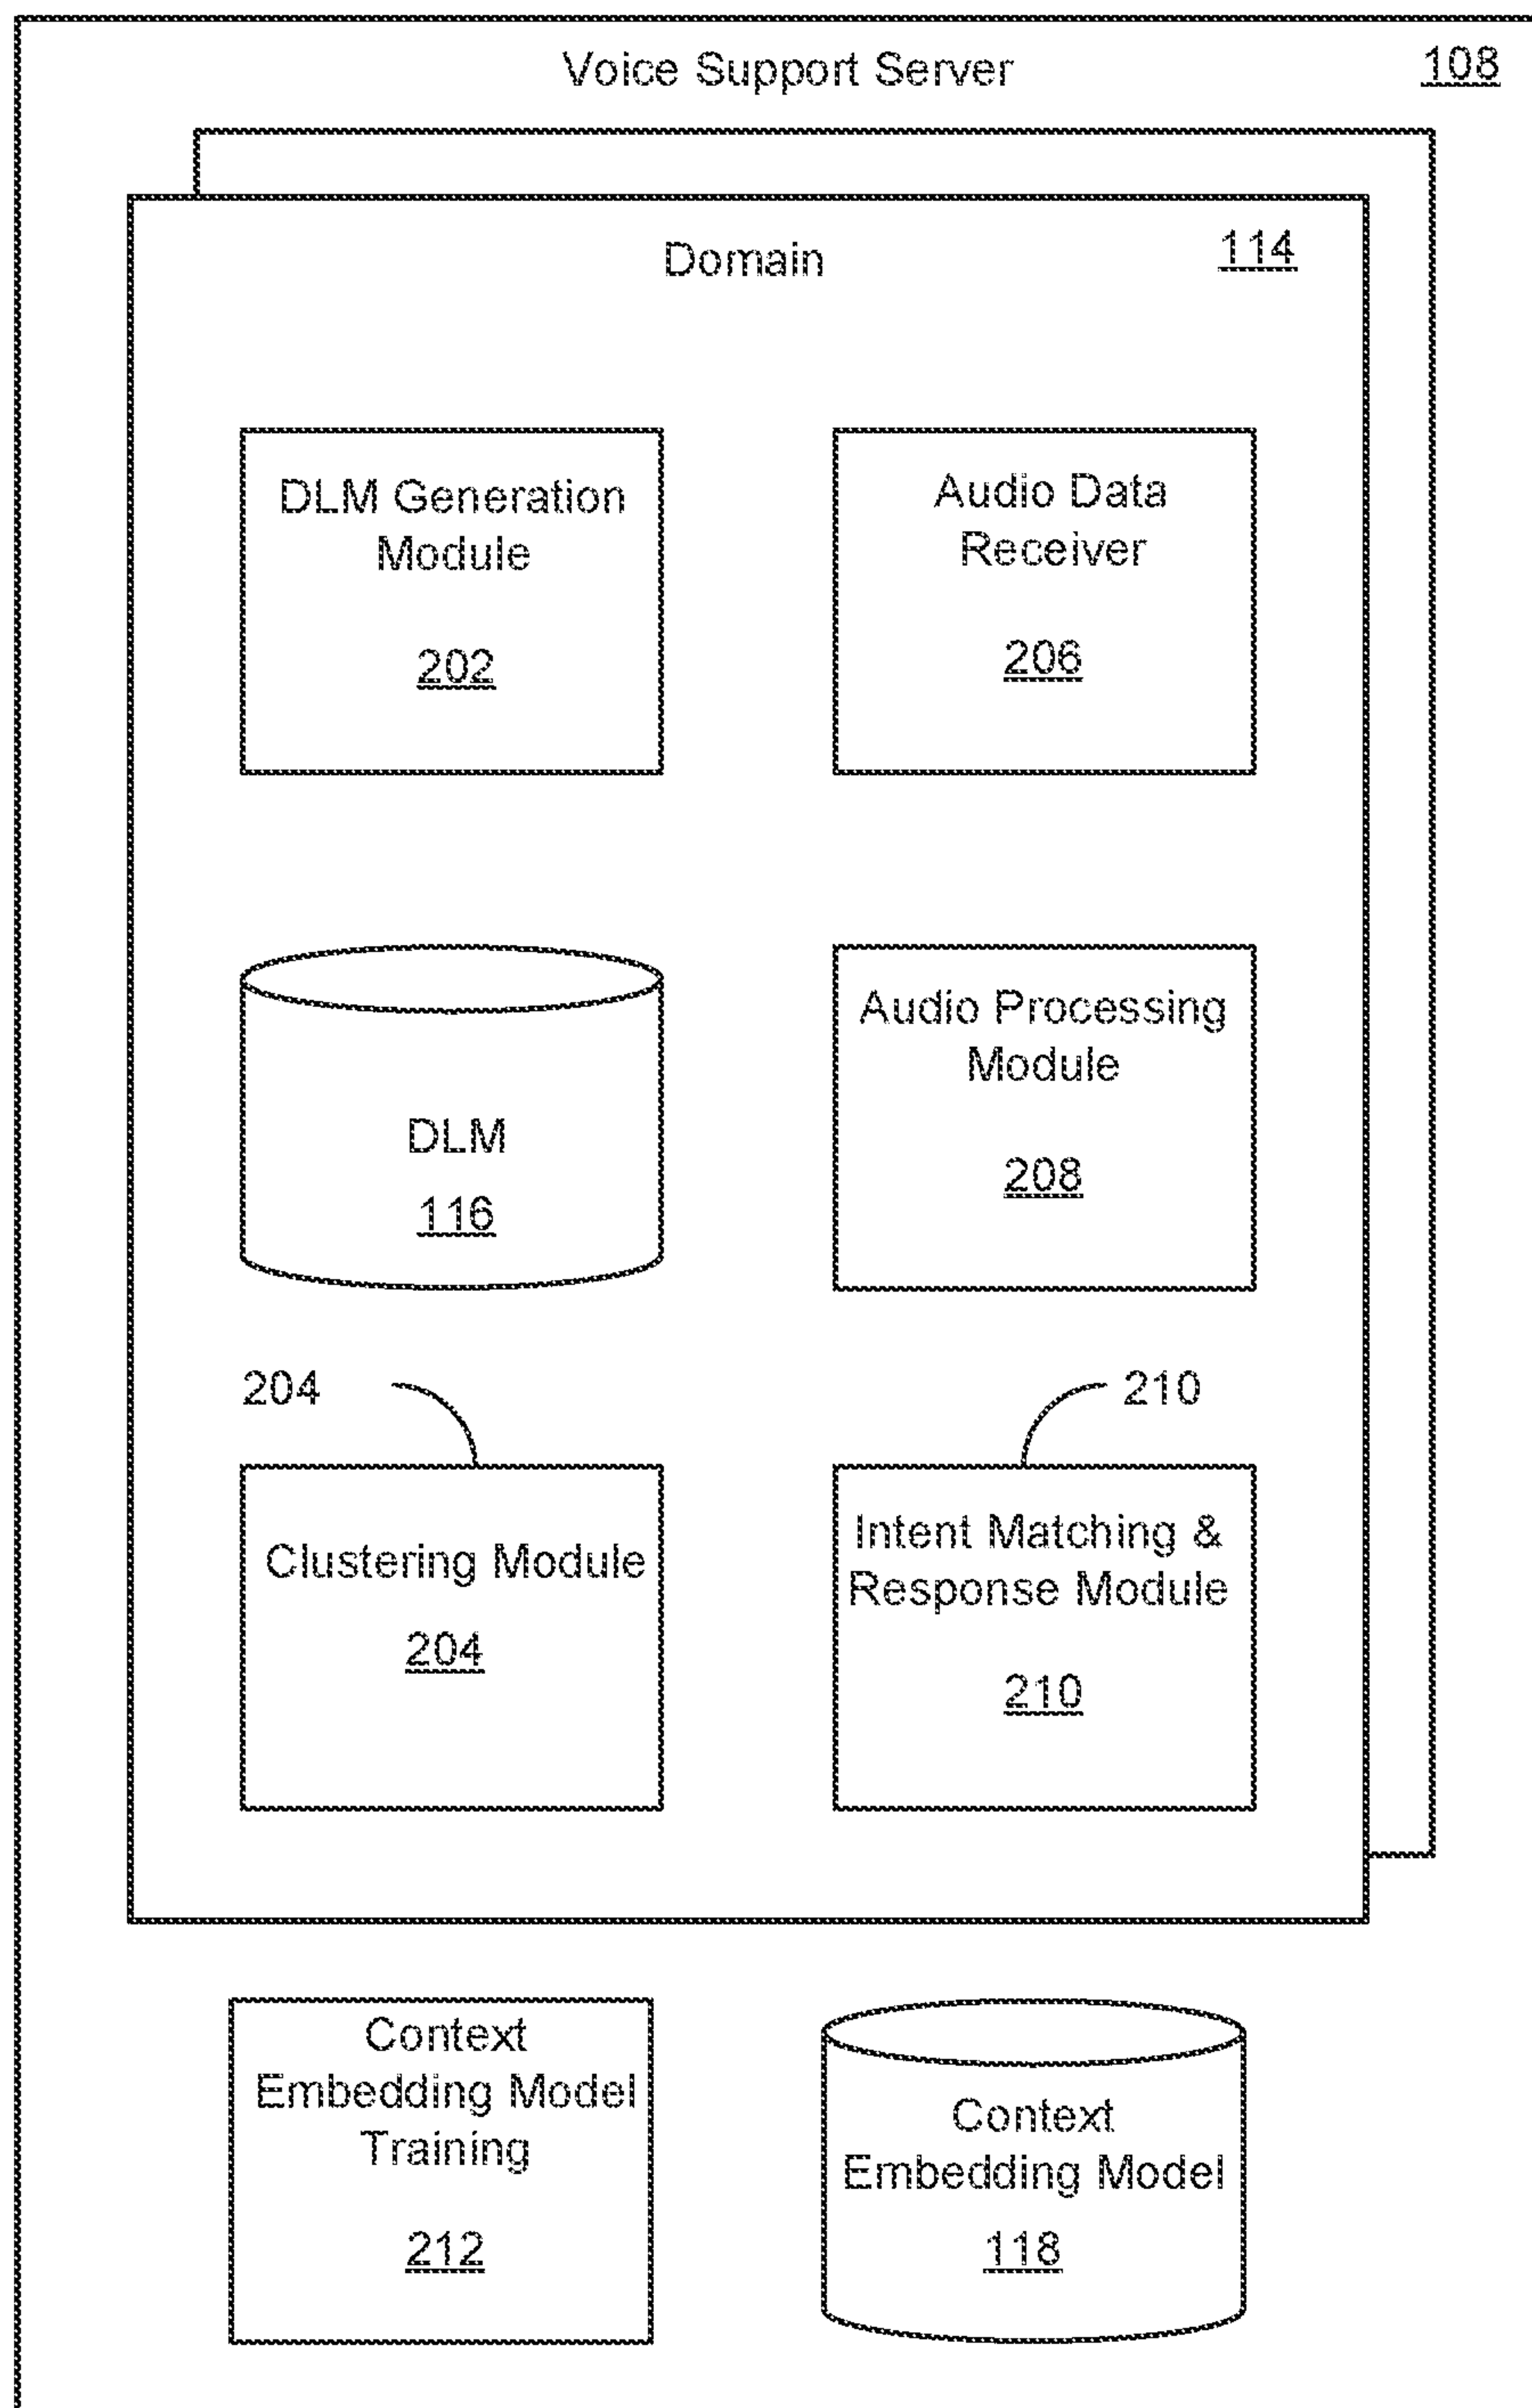 Voice Support Server
108
Domain
114
DLM Generation
Module
202
Audio Data
Receiver
206
DLM
116
Audio Processing
Module
208
204
210
Clustering Module
204
Intent Matching &
Response Module
210
Context
Embedding Model
Training
212
Context
Embedding Model
118